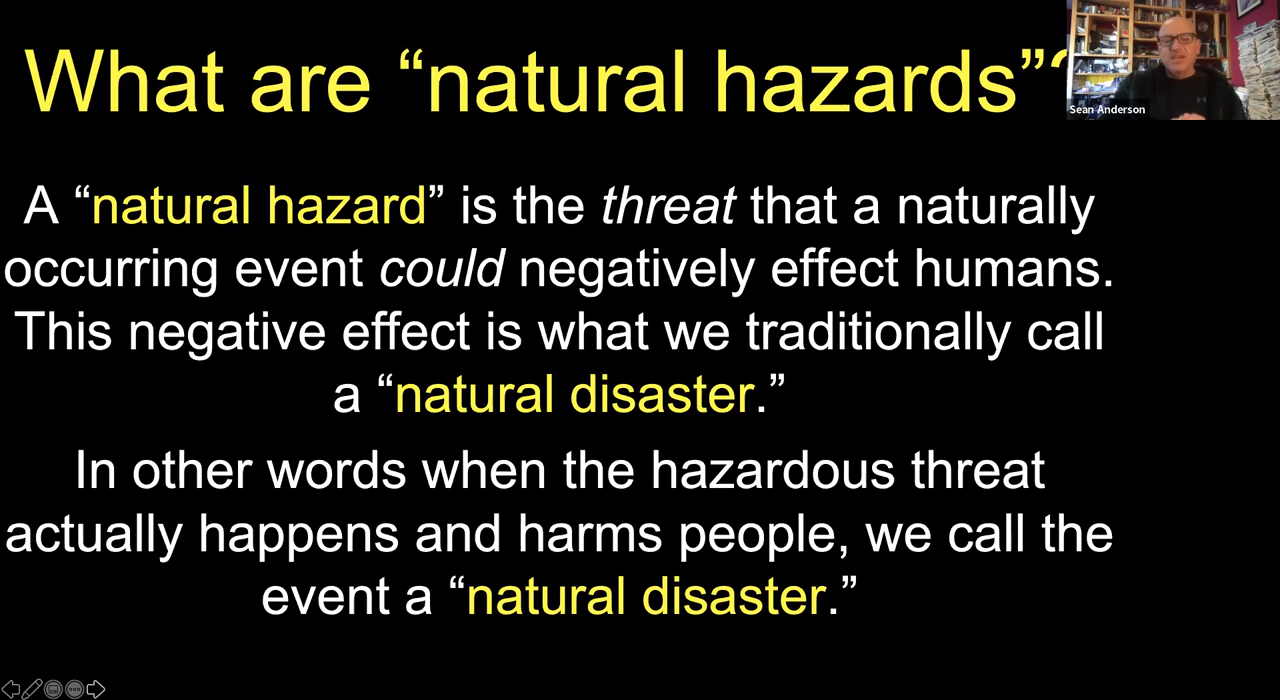 What are “natural hazards”?
Sean Anderson
A “natural hazard” is the threat that a naturally
occurring event could negatively effect humans.
This negative effect is what we traditionally call
a “natural disaster.”
In other words when the hazardous threat
actually happens and harms people, we call the
event a “natural disaster.”